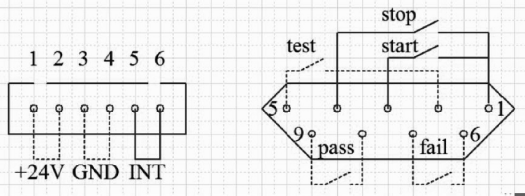 stop
test
start
1 2 3 4 5 6
5
1
9
6
pass
fail
+24V GND INT